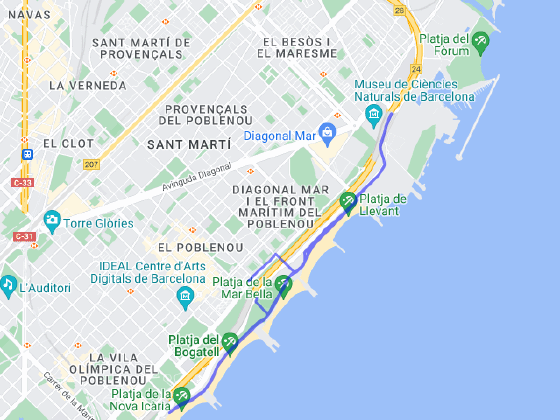 NAVAS
28
Platja del
Fòrum
SANT MARTÍ DE
PROVENÇALS
EL BESÒS I
EL MARESME
24
LA VERNEDA
Museu de Ciències
Naturals de Barcelona
PROVENÇALS
DEL POBLENOU
Diagonal Mar
EL CLOT
SANT MARTÍ
207
C-33
Avinguda Diagonal
DIAGONAL MAR
I EL FRONT
MARÍTIM DEL
POBLENOU
Platja de
Llevant
Torre Glòries
C-31
EL POBLENOU
IDEAL Centre d'Arts
Digitals de Barcelona
Platja de la
Mar Bella
L'Auditori
Platja del
Bogatell
LA VILA
OLÍMPICA DEL
POBLENOU
Carrer de la Marina
Platja de la
Nova Icària